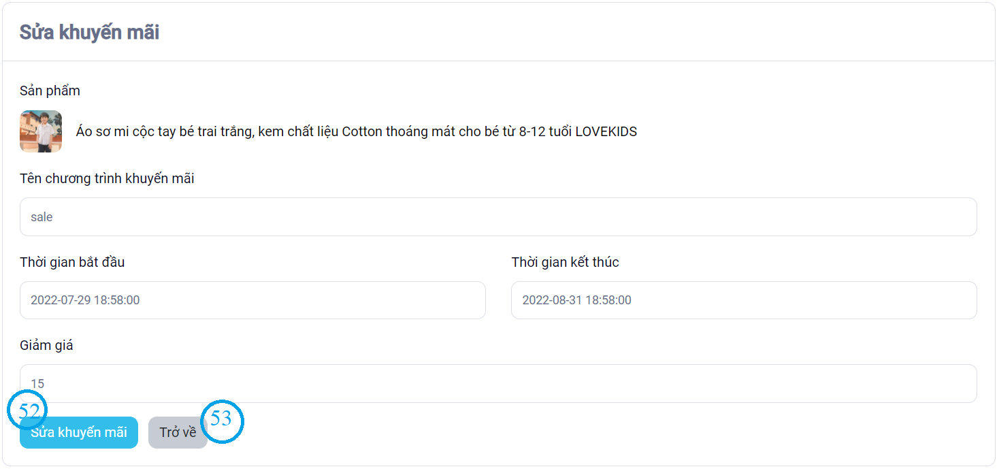 Sửa khuyến mãi
Sản phẩm
Áo sơ mi cộc tay bé trai trắng, kem chất liệu Cotton thoáng mát cho bé từ 8-12 tuổi LOVEKIDS
Tên chương trình khuyến mãi
sale
Thời gian bắt đầu
Thời gian kết thúc
2022-07-29 18:58:00
2022-08-31 18:58:00
Giảm giá
15
52
53
Sửa khuyến mãi
Trở về